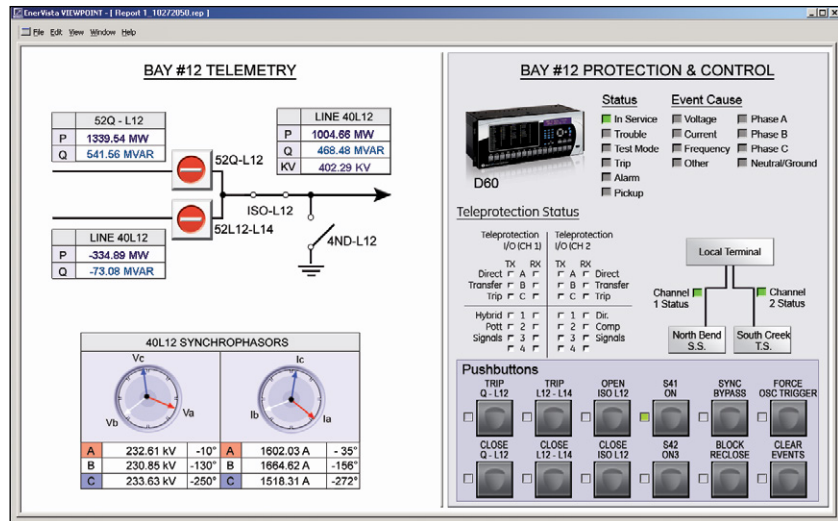 EnerVista VIEWPOINT - [ Report 1_10272050.rep ]
File Edit View Window Help
BAY #12 TELEMETRY
52Q - L12
P 1339.54 MW
Q 541.56 MVAR
LINE 40L12
P 1004.66 MW
Q 468.48 MVAR
KV 402.29 KV
52Q-L12
ISO-L12
52L12-L14
4ND-L12
LINE 40L12
P -334.89 MW
Q -73.08 MVAR
40L12 SYNCHROPHASORS
Vc
Vb
Va
Ic
Ib
Ia
A 232.61 kV -10° A 1602.03 A - 35°
B 230.85 kV -130° B 1664.62 A -156°
C 233.63 kV -250° C 1518.31 A -272°
BAY #12 PROTECTION & CONTROL
D60
Status
In Service
Trouble
Test Mode
Trip
Alarm
Pickup
Event Cause
Voltage Phase A
Current Phase B
Frequency Phase C
Other Neutral/Ground
Teleprotection Status
Teleprotection Teleprotection
I/O (CH 1) I/O (CH 2
TX RX TX RX
Direct A A Direct
Transfer B B Transfer
Trip C C Trip
Hybrid 1 1 Dir.
Pott 2 2 Comp
Signals 3 3 Signals
4 4
Local Terminal
Channel
1 Status
Channel
2 Status
North Bend
S.S.
South Creek
T.S.
Pushbuttons
TRIP TRIP OPEN S41 SYNC FORCE
Q - L12 L12 - L14 ISO L12 ON BYPASS OSC TRIGGER
CLOSE CLOSE CLOSE S42 BLOCK CLEAR
Q - L12 L12 - L14 ISO L12 ON3 RECLOSE EVENTS